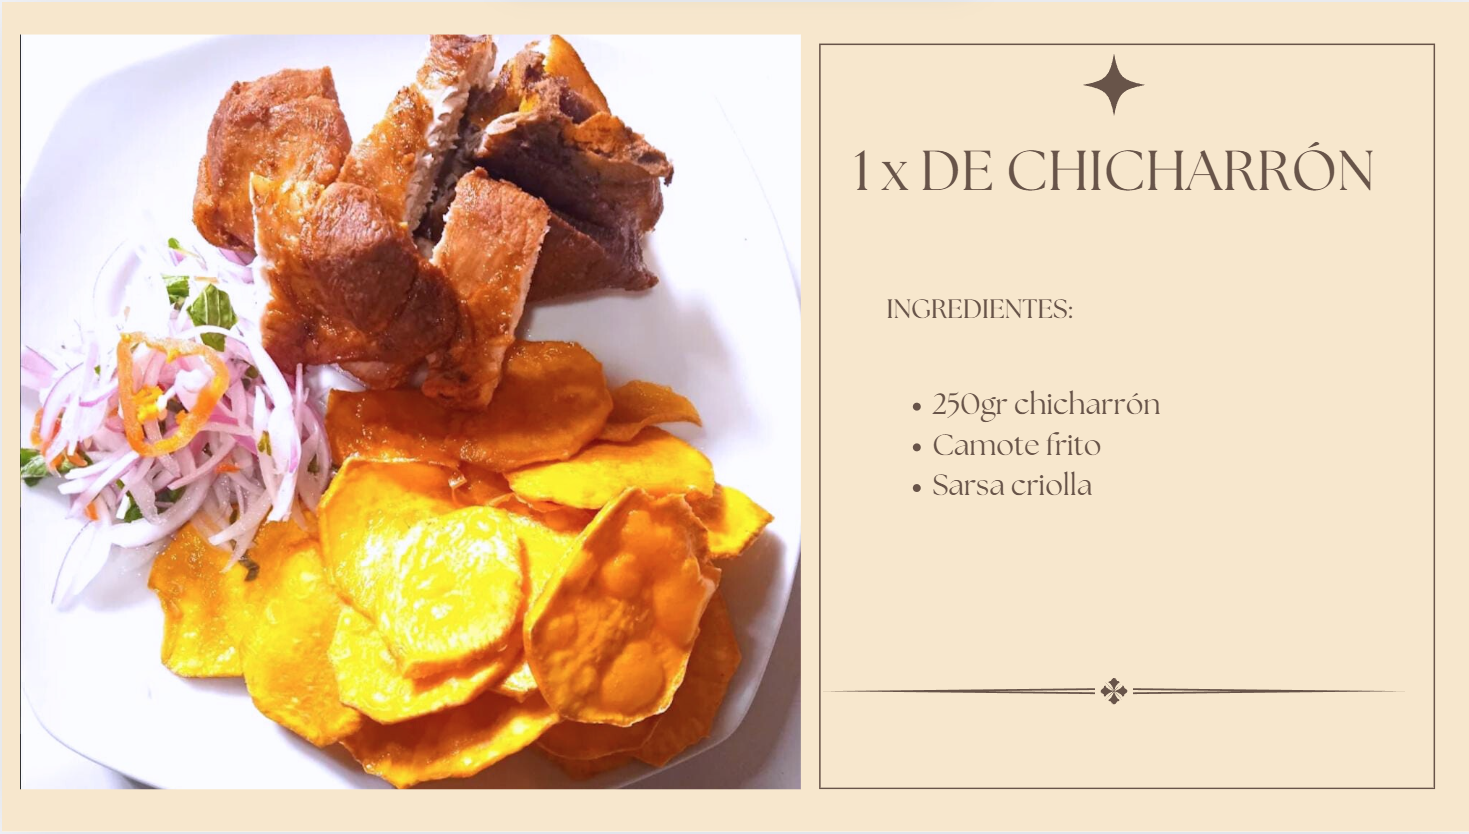 1 x DE CHICHARRÓN
INGREDIENTES:
• 250gr chicharrón
• Camote frito
• Sarsa criolla